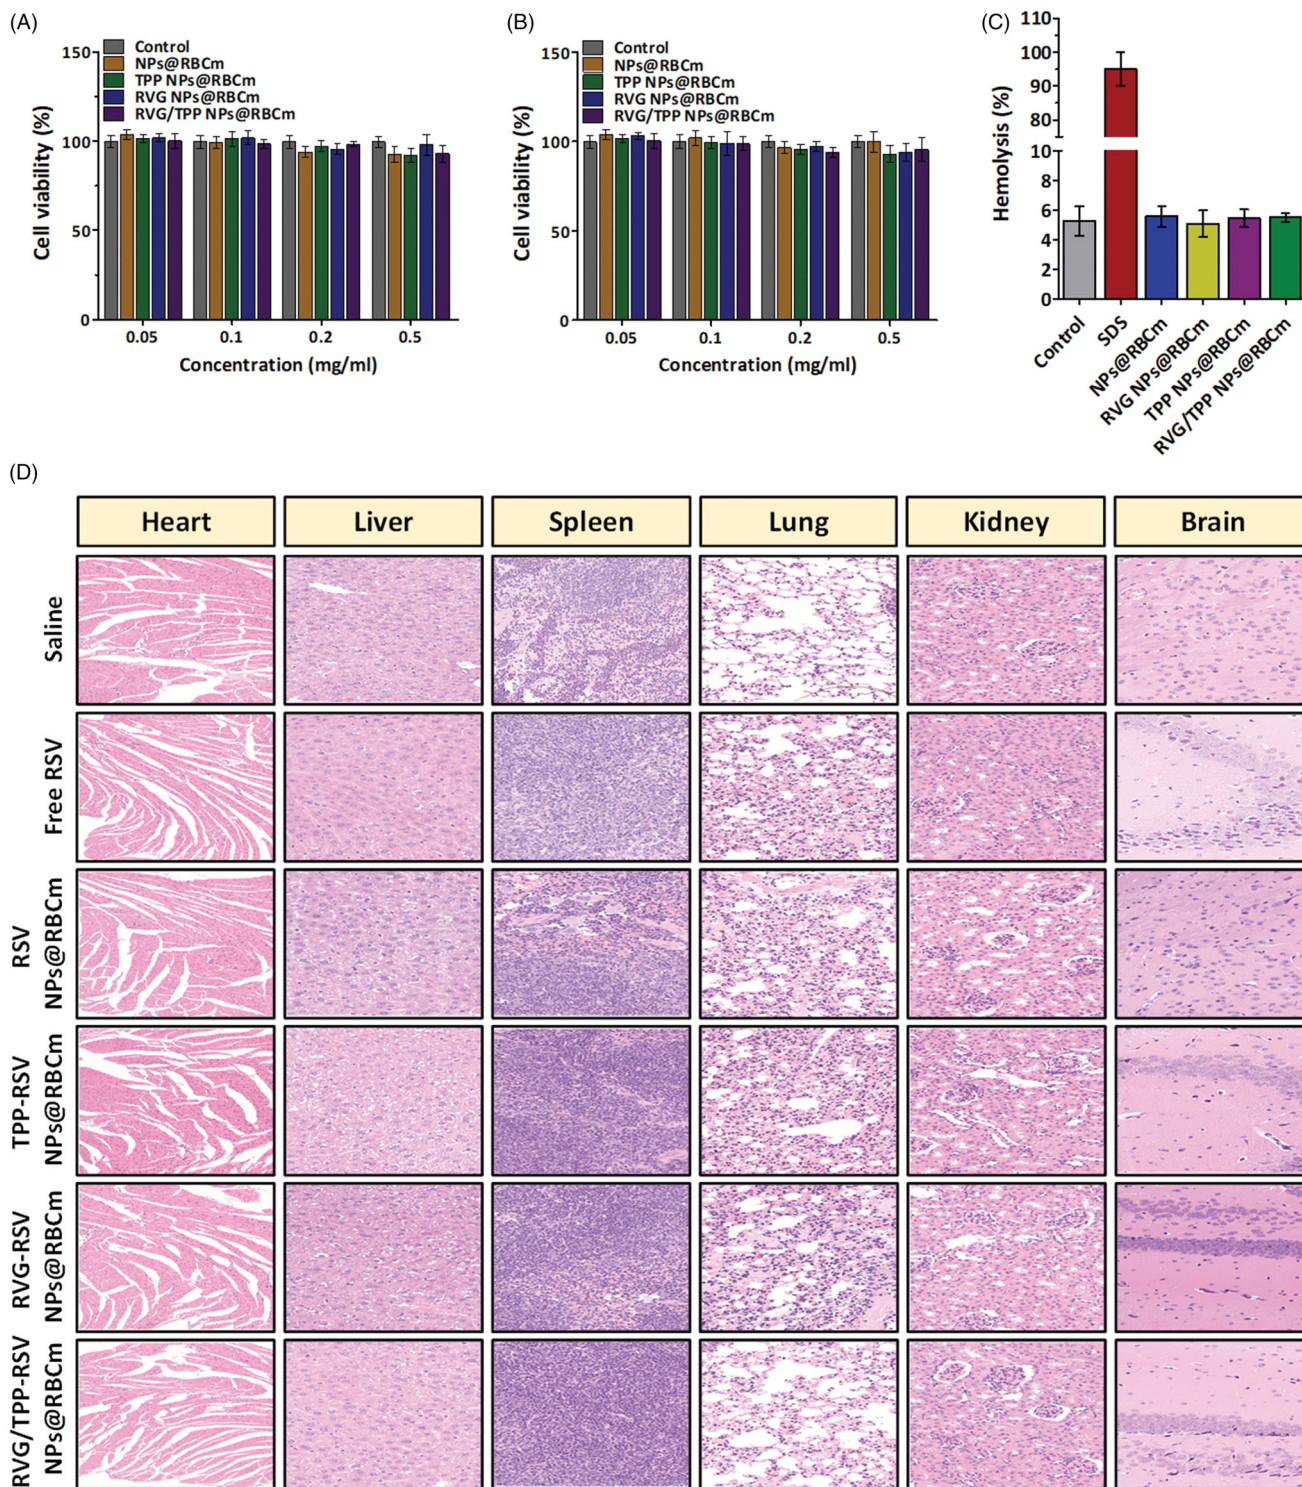 (A)
Control
NPs@RBCm
TPP NPs@RBCm
RVG NPs@RBCm
RVG/TPP NPs@RBCm
Cell viability (%)
150
100
50
0
0.05 0.1 0.2 0.5
Concentration (mg/ml)
(B)
Control
NPs@RBCm
TPP NPs@RBCm
RVG NPs@RBCm
RVG/TPP NPs@RBCm
Cell viability (%)
150
100
50
0
0.05 0.1 0.2 0.5
Concentration (mg/ml)
(C)
Hemolysis (%)
110
100
90
80
10
8
6
4
2
0
Control
SDS
NPs@RBCm
RVG NPs@RBCm
TPP NPs@RBCm
RVG/TPP NPs@RBCm
(D)
Heart Liver Spleen Lung Kidney Brain
Saline
Free RSV
RSV
NPs@RBCm
TPP-RSV
NPs@RBCm
RVG-RSV
NPs@RBCm
RVG/TPP-RSV
NPs@RBCm